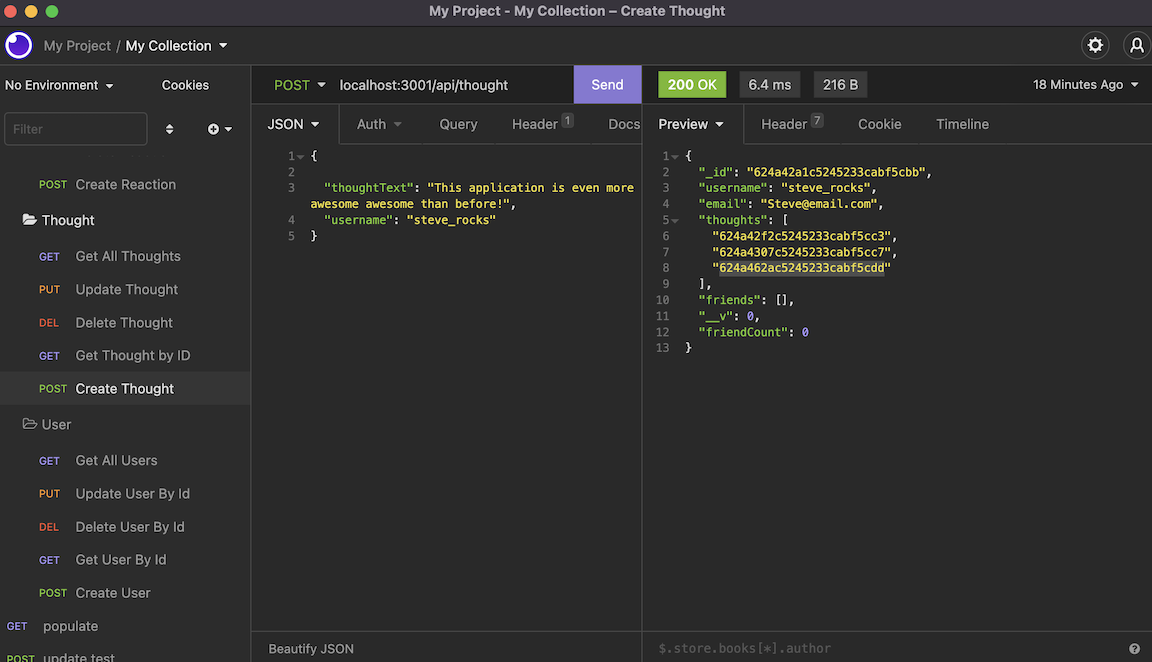 My Project - My Collection – Create Thought
My Project / My Collection
No Environment
Cookies
Filter
POST Create Reaction
Thought
GET Get All Thoughts
PUT Update Thought
DEL Delete Thought
GET Get Thought by ID
POST Create Thought
User
GET Get All Users
PUT Update User By Id
DEL Delete User By Id
GET Get User By Id
POST Create User
GET populate
POST update test
POST localhost:3001/api/thought Send
JSON Auth Query Header 1 Docs
1 {
2
3 "thoughtText": "This application is even more
awesome awesome than before!",
4 "username": "steve_rocks"
5 }
Beautify JSON
200 OK 6.4 ms 216 B 18 Minutes Ago
Preview Header 7 Cookie Timeline
1 {
2 "_id": "624a42a1c5245233cabf5cbb",
3 "username": "steve_rocks",
4 "email": "Steve@email.com",
5 "thoughts": [
6 "624a42f2c5245233cabf5cc3",
7 "624a4307c5245233cabf5cc7",
8 "624a462ac5245233cabf5cdd"
9 ],
10 "friends": [],
11 "__v": 0,
12 "friendCount": 0
13 }
$.store.books[*].author